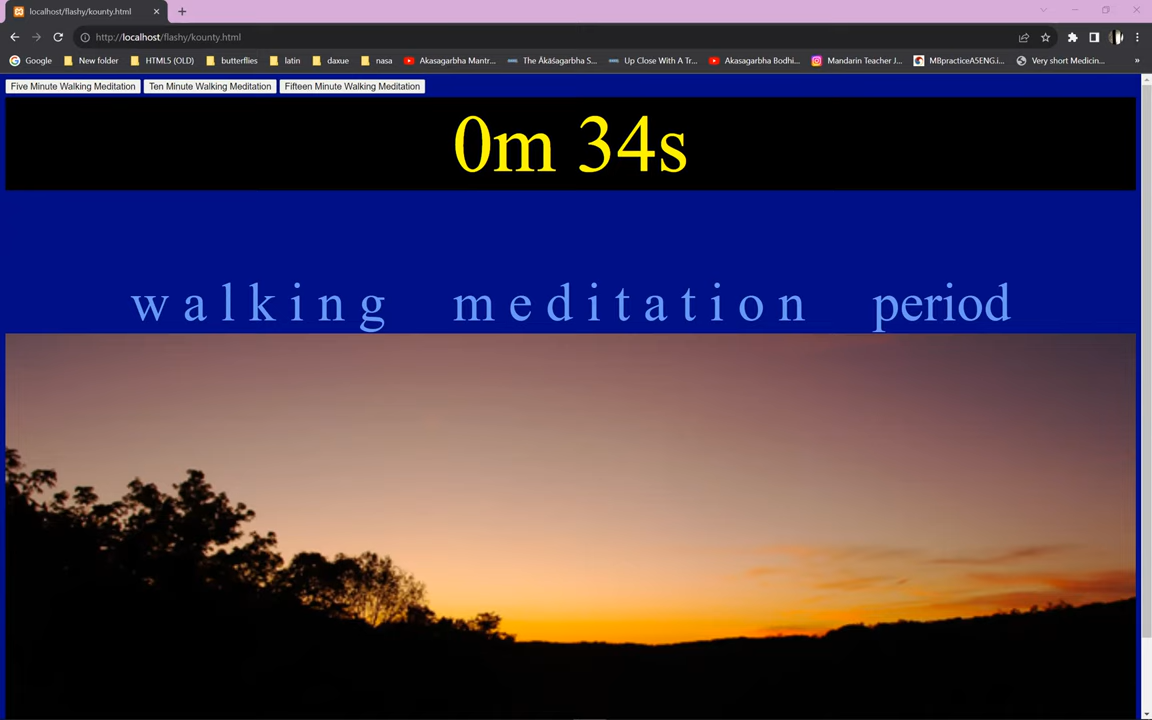 localhost/flashy/kounty.html
http://localhost/flashy/kounty.html
Google New folder HTML5 (OLD) butterflies latin daxue nasa Akasagarbha Mantr... The Ākāśagarbha S... Up Close With A Tr... Akasagarbha Bodhi... Mandarin Teacher J... MBpracticeA5ENG.i... Very short Medicin... »
Five Minute Walking Meditation Ten Minute Walking Meditation Fifteen Minute Walking Meditation
0m 34s
w a l k i n g m e d i t a t i o n period